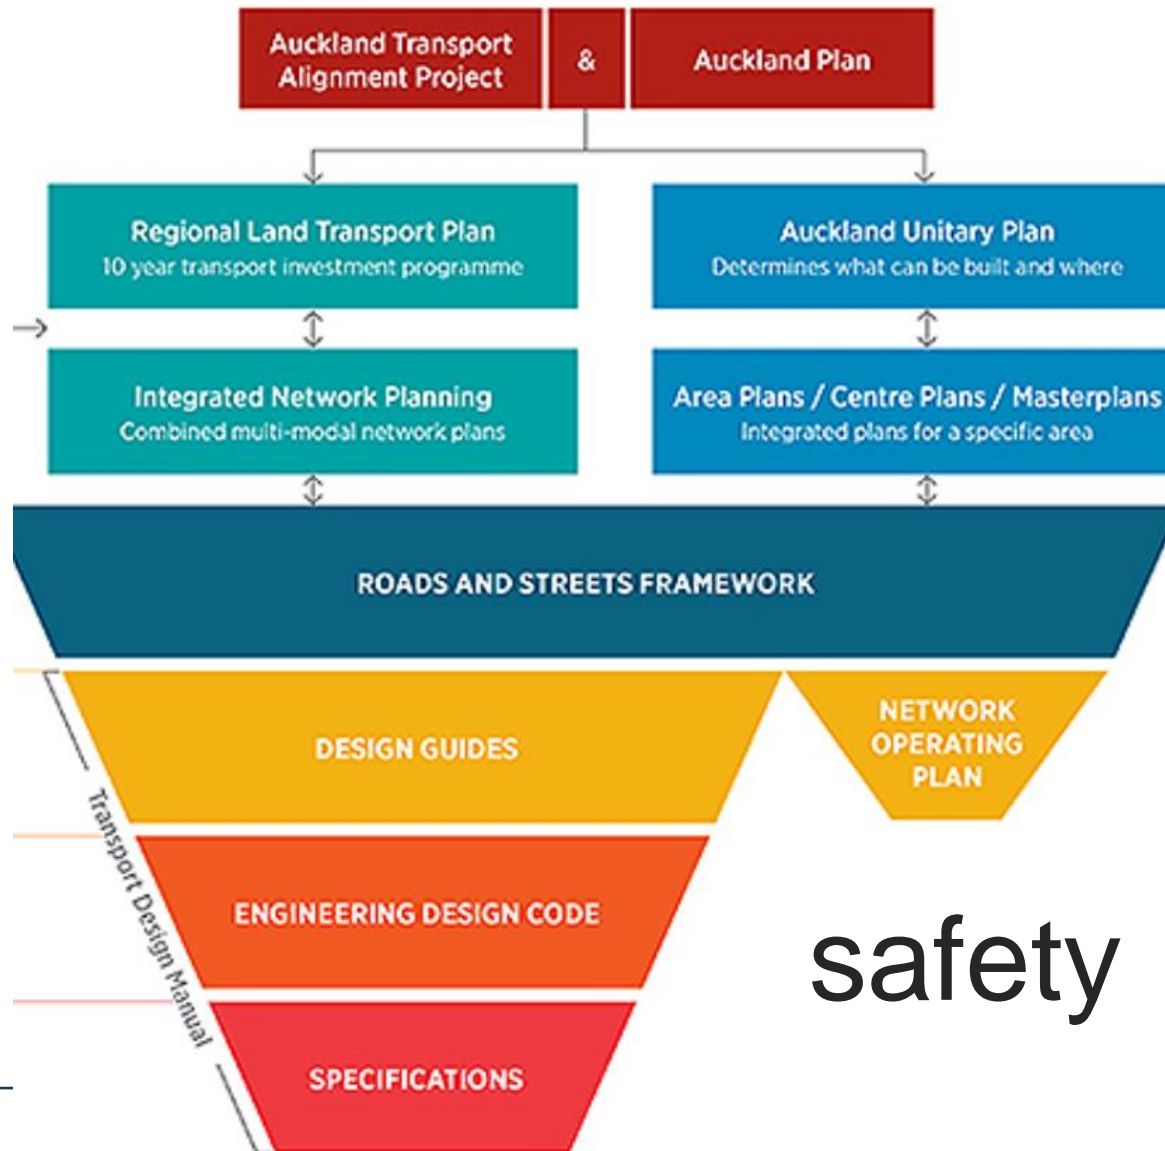 Auckland Transport
Alignment Project
&
Auckland Plan
Regional Land Transport Plan
10 year transport investment programme
Auckland Unitary Plan
Determines what can be built and where
Integrated Network Planning
Combined multi-modal network plans
Area Plans / Centre Plans / Masterplans
Integrated plans for a specific area
ROADS AND STREETS FRAMEWORK
DESIGN GUIDES
NETWORK
OPERATING
PLAN
Transport Design Manual
ENGINEERING DESIGN CODE
safety
SPECIFICATIONS